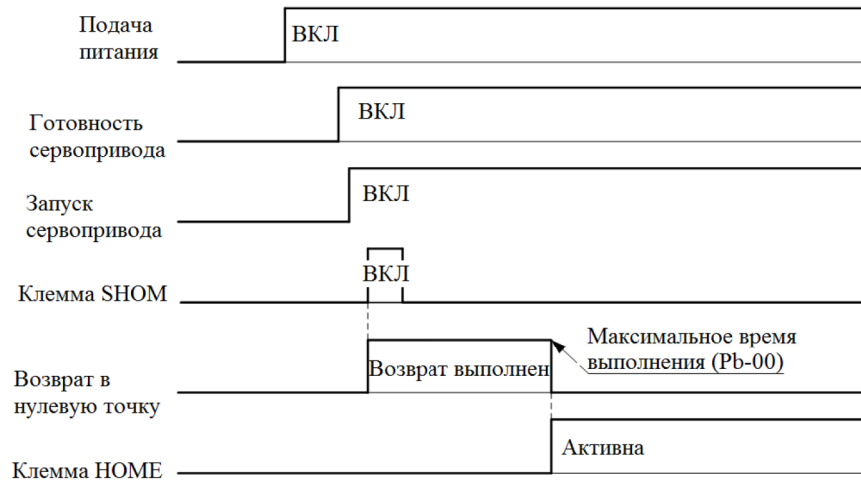 Подача
питания
ВКЛ
Готовность
сервопривода
ВКЛ
Запуск
сервопривода
ВКЛ
Клемма SHOM
ВКЛ
Возврат в
нулевую точку
Возврат выполнен
Максимальное время
выполнения (Pb-00)
Клемма HOME
Активна